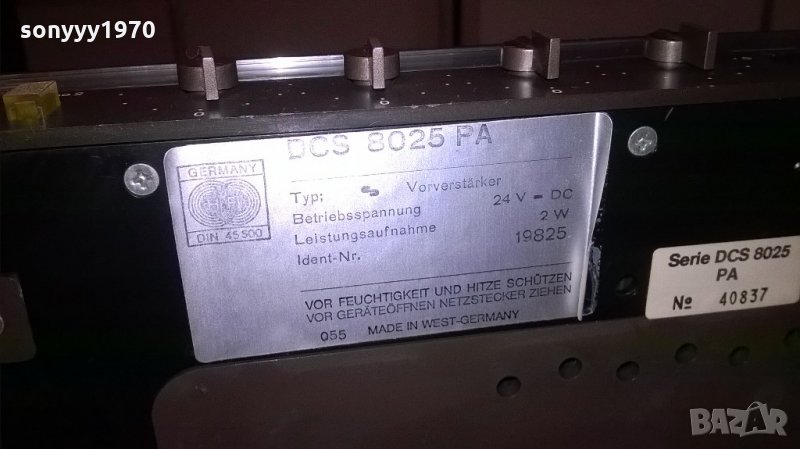 sonyyy1970
DCS 8025 PA
GERMANY
DIN 45500
Typ: Vorverstärker
Betriebsspannung 24 V - DC
Leistungsaufnahme 2 W
Ident-Nr. 19825
VOR FEUCHTIGKEIT UND HITZE SCHÜTZEN
VOR GERÄTEÖFFNEN NETZSTECKER ZIEHEN
055 MADE IN WEST-GERMANY
Serie DCS 8025
PA
№ 40837
BAZAR